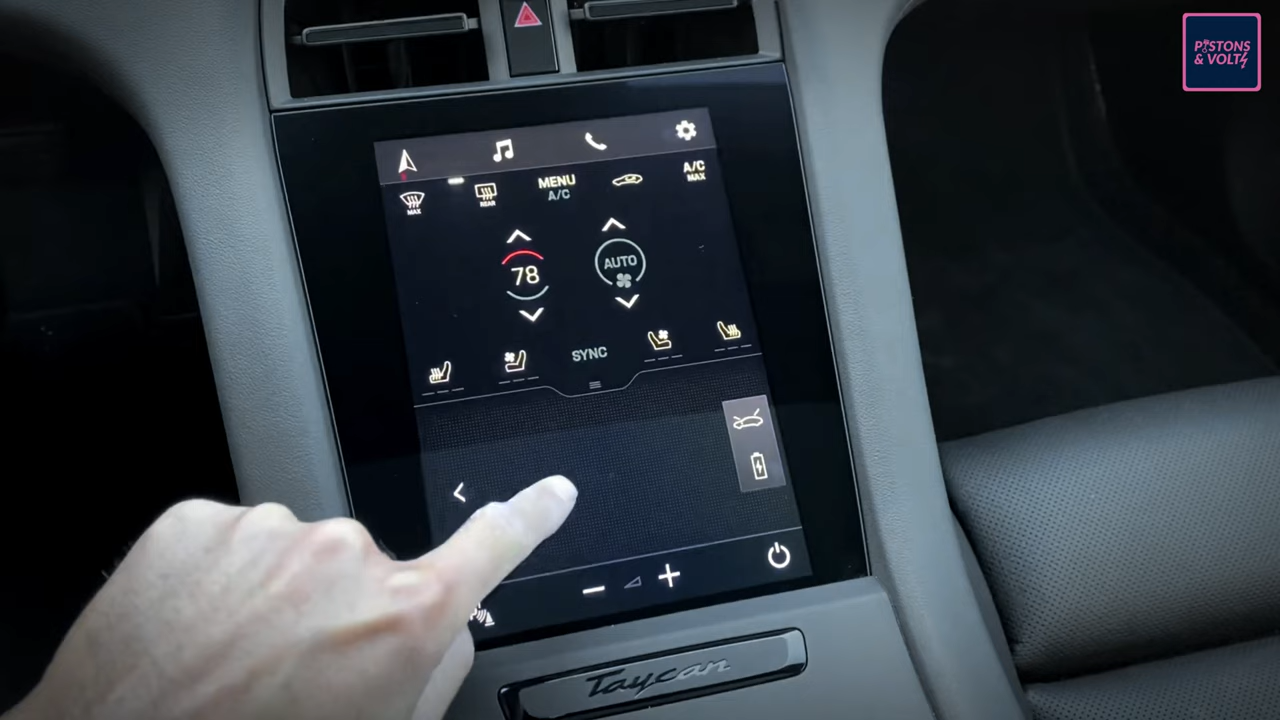 PISTONS
& VOLTS
MAX
REAR
MENU
A/C
A/C
MAX
78
AUTO
SYNC
Taycan